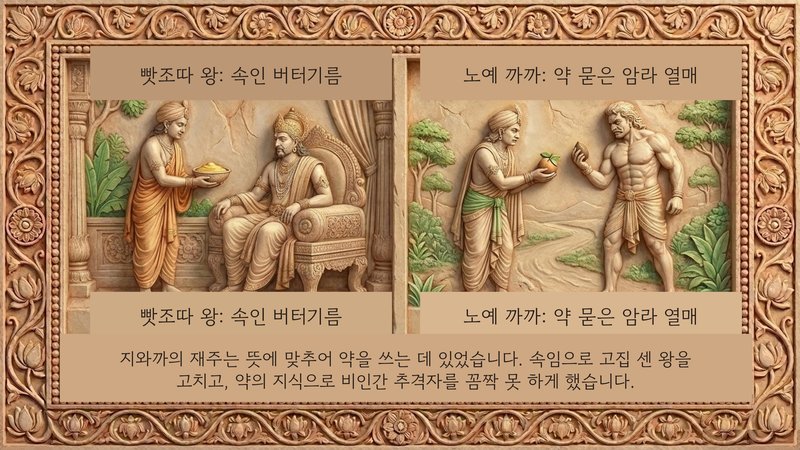 빳조따 왕: 속인 버터기름
노예 까까: 약 묻은 암라 열매
빳조따 왕: 속인 버터기름
노예 까까: 약 묻은 암라 열매
지와까의 재주는 뜻에 맞추어 약을 쓰는 데 있었습니다. 속임으로 고집 센 왕을
고치고, 약의 지식으로 비인간 추격자를 꼼짝 못 하게 했습니다.